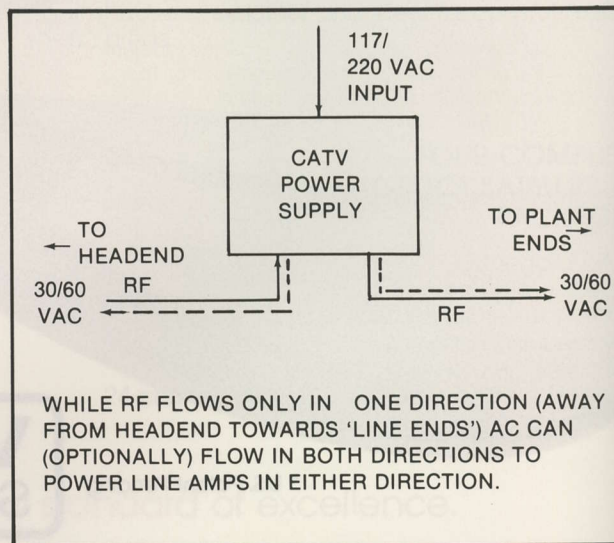 117/
220 VAC
INPUT
CATV
POWER
SUPPLY
TO
HEADEND
RF
30/60
VAC
TO PLANT
ENDS
30/60
VAC
RF
WHILE RF FLOWS ONLY IN ONE DIRECTION (AWAY
FROM HEADEND TOWARDS 'LINE ENDS') AC CAN
(OPTIONALLY) FLOW IN BOTH DIRECTIONS TO
POWER LINE AMPS IN EITHER DIRECTION.
of excellence.